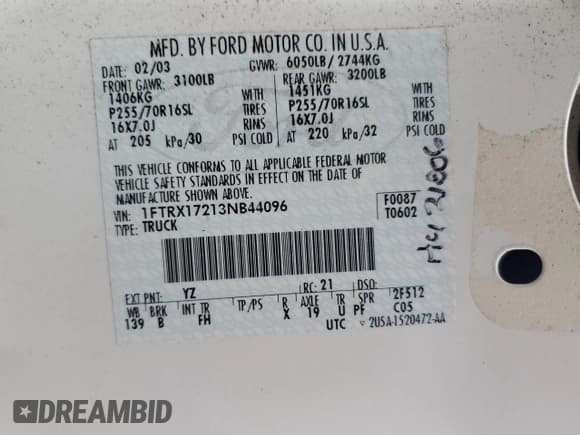 MFD. BY FORD MOTOR CO. IN U.S.A.
DATE: 02/03 GVWR: 6050LB/ 2744KG
FRONT GAWR: 3100LB REAR GAWR: 3200LB
1406KG WITH 1451KG WITH
P255/70R16SL TIRES P255/70R16SL TIRES
16X7.0J RIMS 16X7.0J RIMS
AT 205 kPa/30 PSI COLD AT 220 kPa/32 PSI COLD
THIS VEHICLE CONFORMS TO ALL APPLICABLE FEDERAL MOTOR
VEHICLE SAFETY STANDARDS IN EFFECT ON THE DATE OF
MANUFACTURE SHOWN ABOVE.
VIN: 1FTRX17213NB44096 F0087
TYPE: TRUCK T0602
EXT PNT: YZ RC: 21 DSO:
WB BRK INT TR TP/PS R AXLE TR SPR 2F512
139 B FH X 19 U PF C05
UTC 2U5A-1520472-AA
DREAMBID